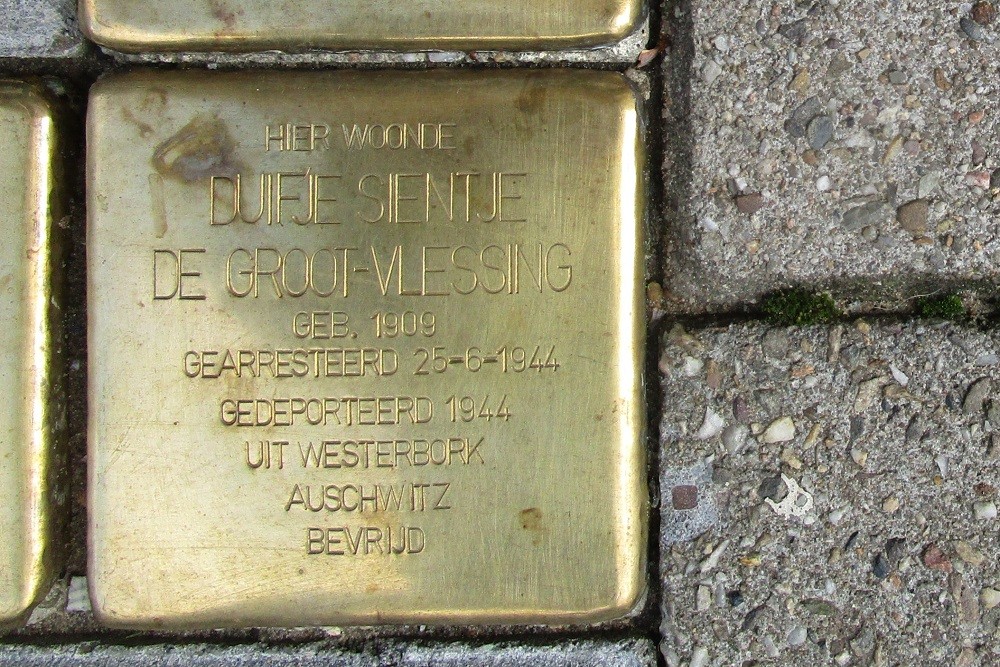 HIER WOONDE
DUIFJE SIENTJE
DE GROOT-VLESSING
GEB. 1909
GEARRESTEERD 25-6-1944
GEDEPORTEERD 1944
UIT WESTERBORK
AUSCHWITZ
BEVRIJD